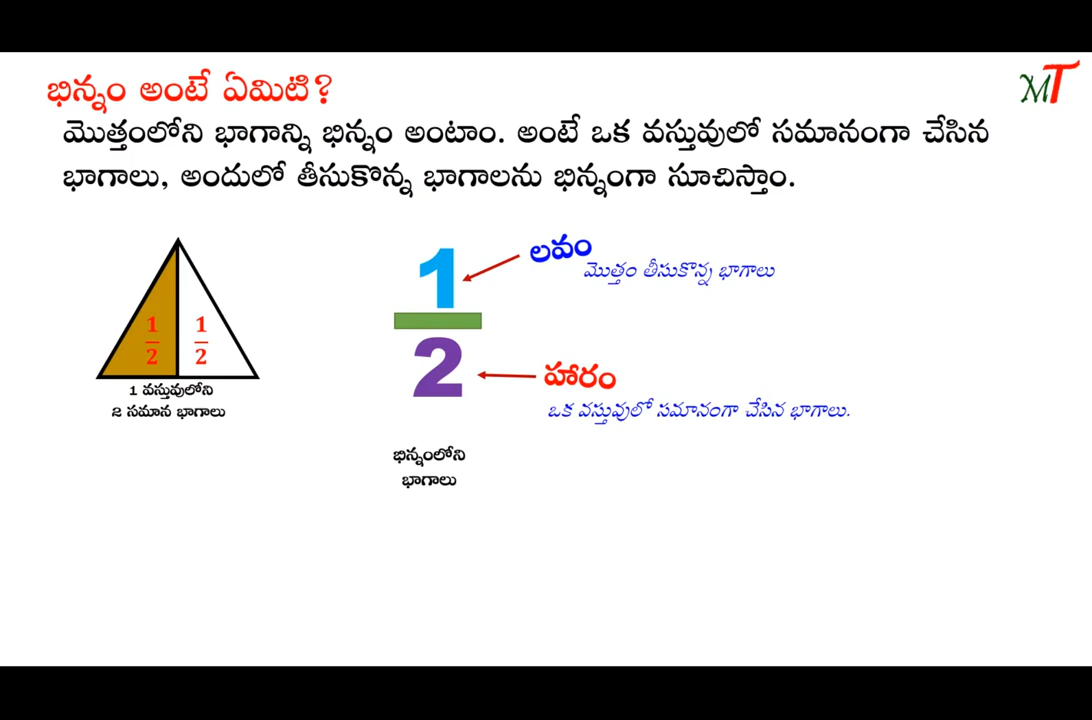 భిన్నం అంటే ఏమిటి?
MT
మొత్తంలోని భాగాన్ని భిన్నం అంటాం. అంటే ఒక వస్తువులో సమానంగా చేసిన
భాగాలు, అందులో తీసుకొన్న భాగాలను భిన్నంగా సూచిస్తాం.
1
2
1
2
1 వస్తువులోని
2 సమాన భాగాలు
1
2
లవం
మొత్తం తీసుకొన్న భాగాలు
హారం
ఒక వస్తువులో సమానంగా చేసిన భాగాలు.
భిన్నంలోని
భాగాలు